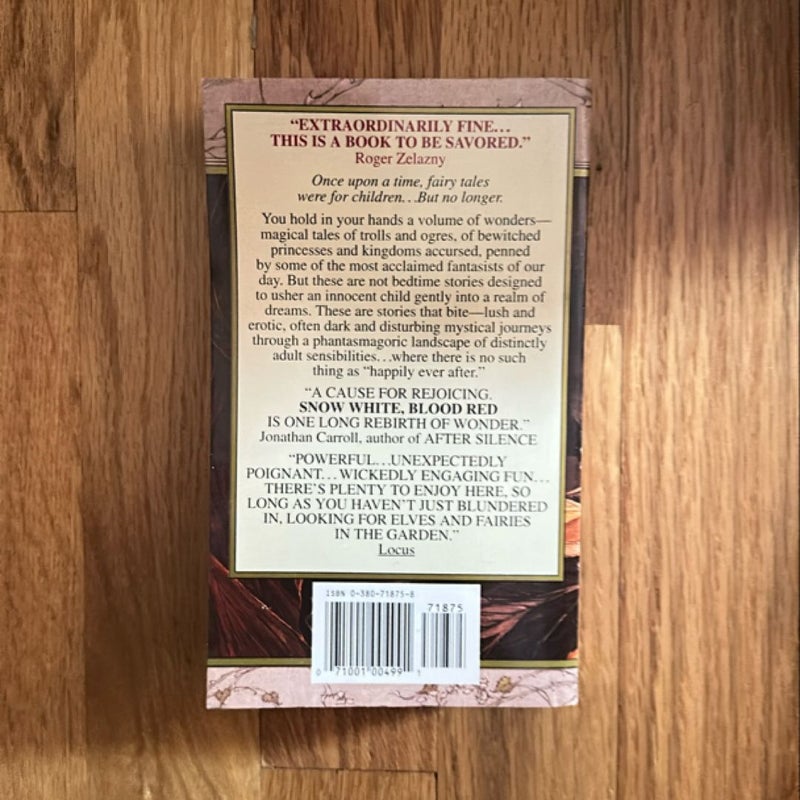 “EXTRAORDINARILY FINE...
THIS IS A BOOK TO BE SAVORED.”
Roger Zelazny
Once upon a time, fairy tales
were for children...But no longer.
You hold in your hands a volume of wonders—
magical tales of trolls and ogres, of bewitched
princesses and kingdoms accursed, penned
by some of the most acclaimed fantasists of our
day. But these are not bedtime stories designed
to usher an innocent child gently into a realm of
dreams. These are stories that bite—lush and
erotic, often dark and disturbing mystical journeys
through a phantasmagoric landscape of distinctly
adult sensibilities...where there is no such
thing as “happily ever after.”
“A CAUSE FOR REJOICING.
SNOW WHITE, BLOOD RED
IS ONE LONG REBIRTH OF WONDER.”
Jonathan Carroll, author of AFTER SILENCE
“POWERFUL...UNEXPECTEDLY
POIGNANT...WICKEDLY ENGAGING FUN...
THERE’S PLENTY TO ENJOY HERE, SO
LONG AS YOU HAVEN’T JUST BLUNDERED
IN, LOOKING FOR ELVES AND FAIRIES
IN THE GARDEN.”
Locus
ISBN 0-380-71875-8
71875
0 71001 00499 1